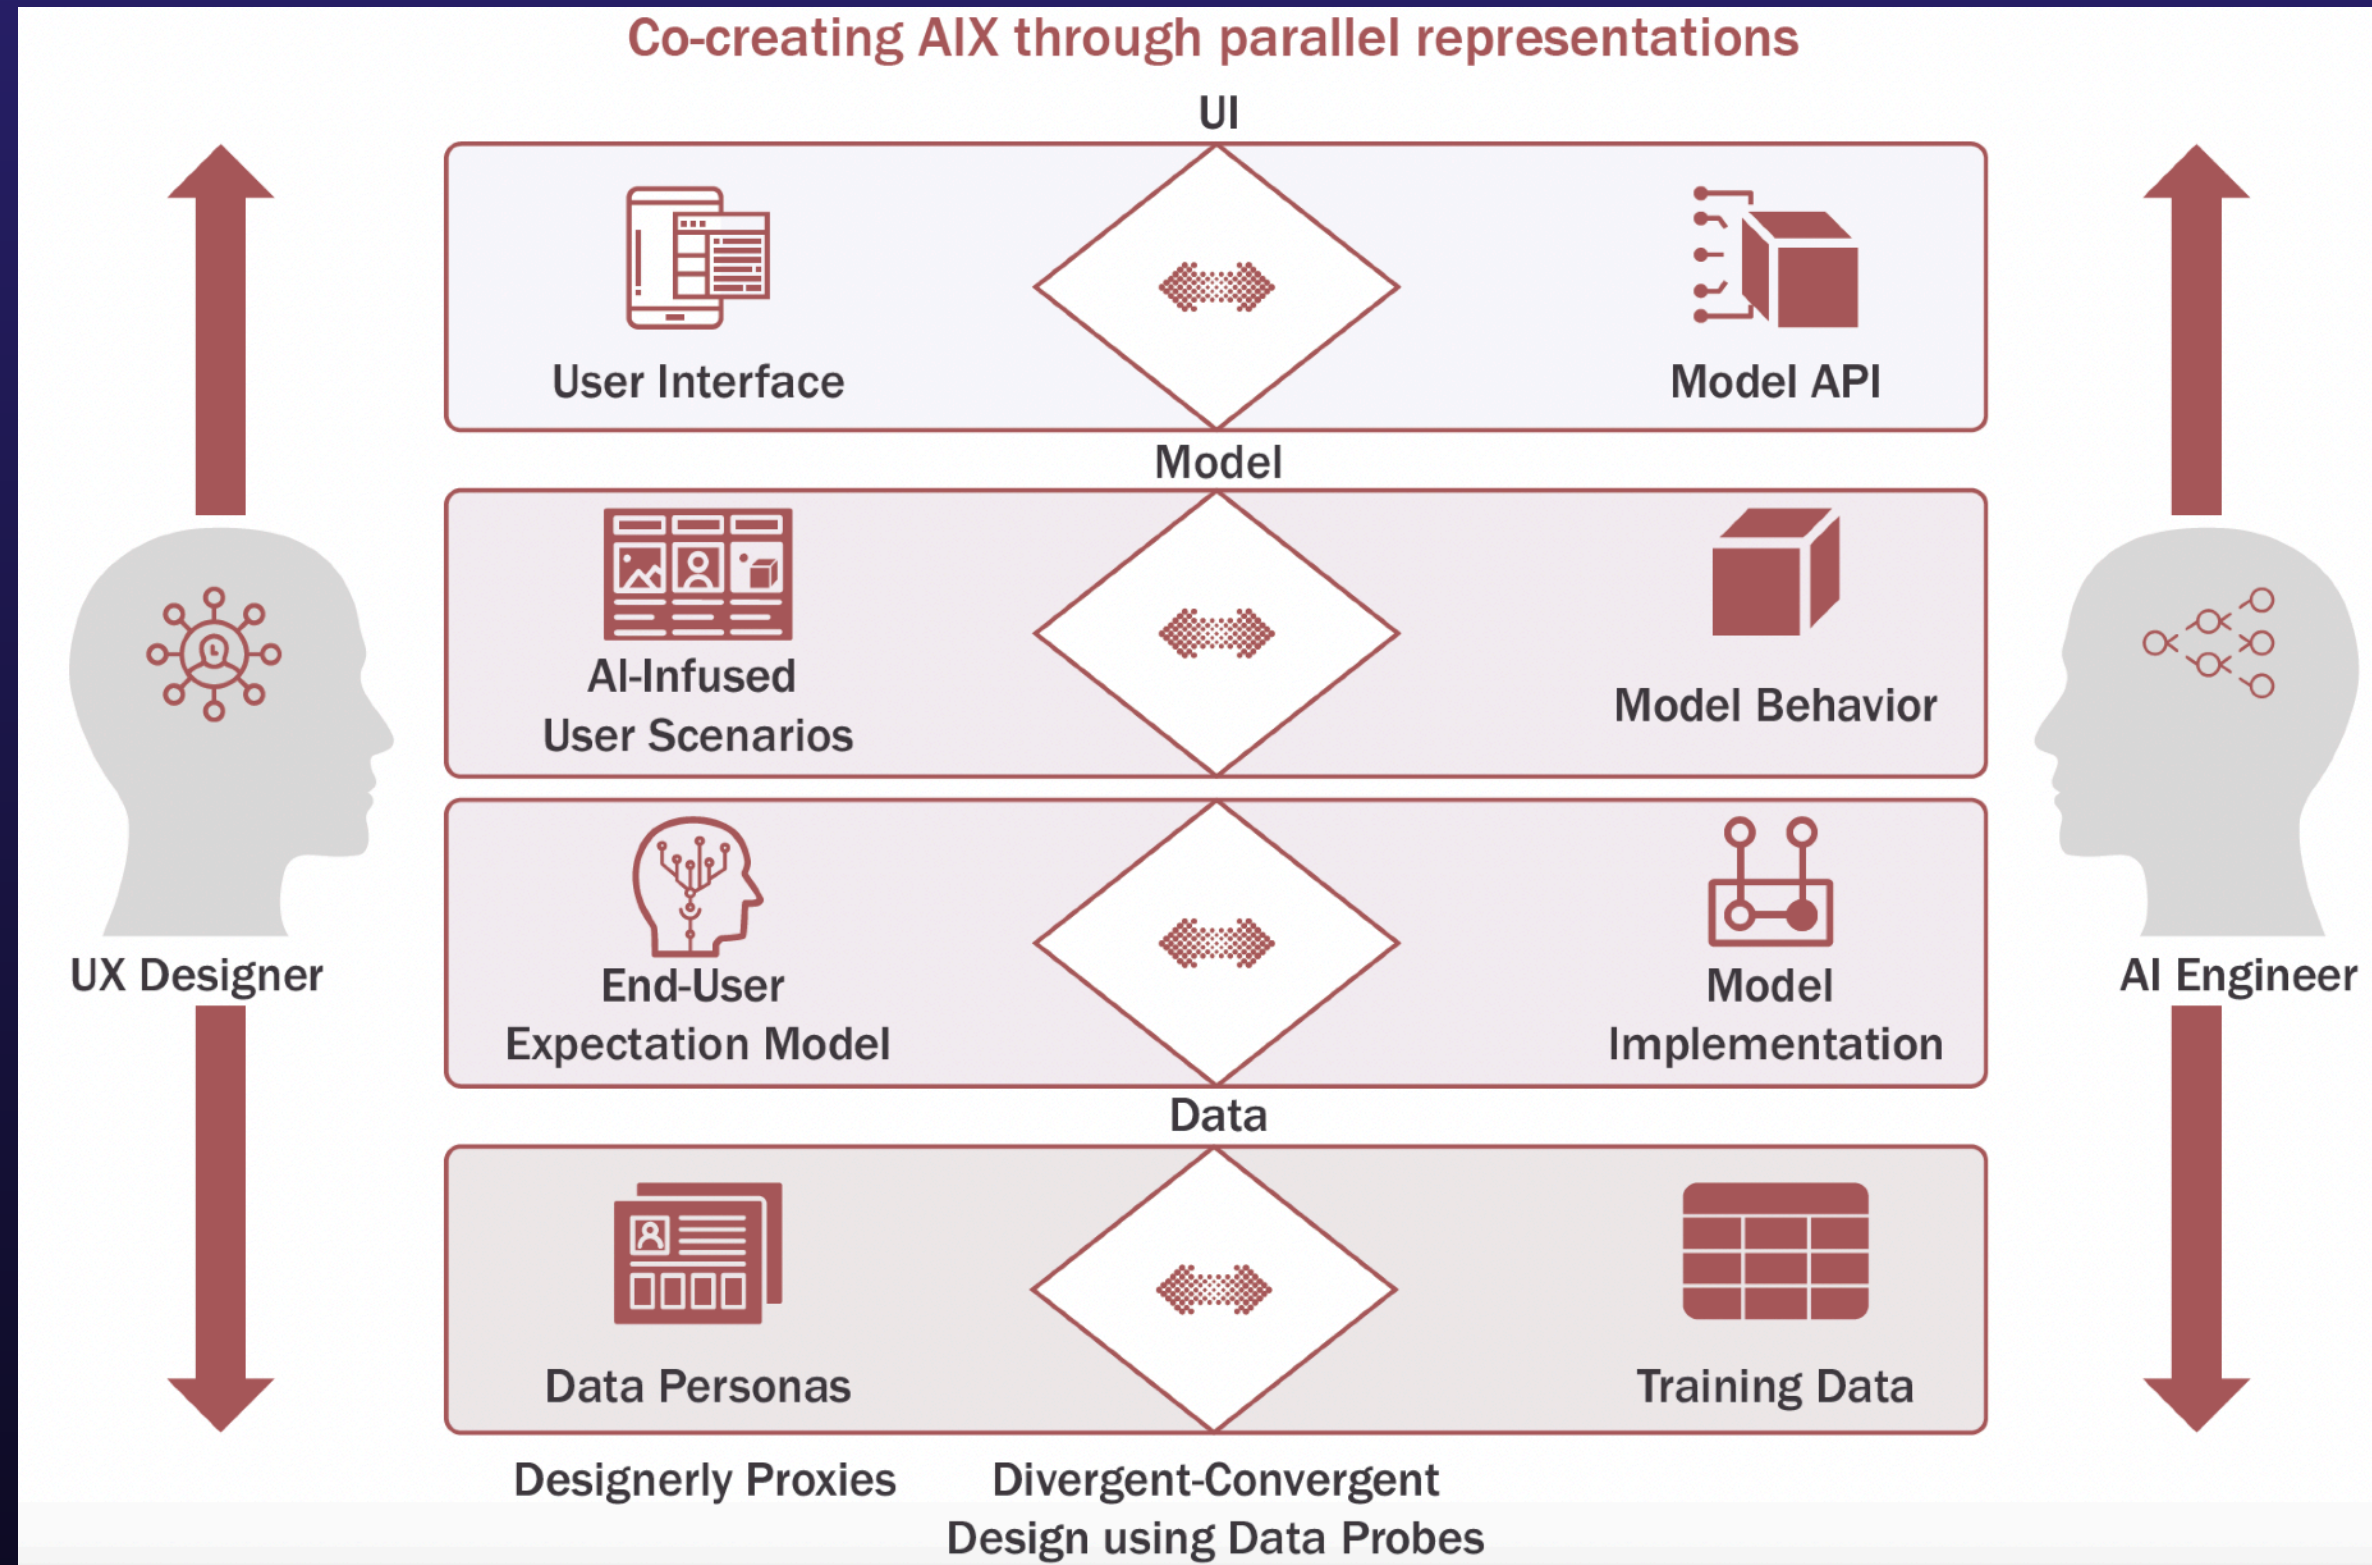 Co-creating AIX through parallel representations
UI
User Interface
Model API
Model
AI-Infused
User Scenarios
Model Behavior
End-User
Expectation Model
Model
Implementation
UX Designer
AI Engineer
Data
Data Personas
Training Data
Designerly Proxies
Divergent-Convergent
Design using Data Probes